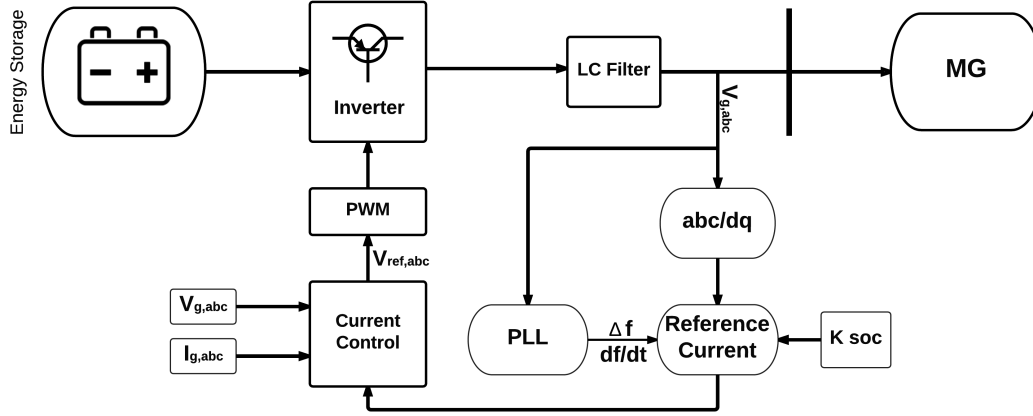 Energy Storage
Inverter
LC Filter
MG
Vg,abc
PWM
abc/dq
Vref,abc
Vg,abc
Ig,abc
Current
Control
PLL
Δ f
df/dt
Reference
Current
K soc